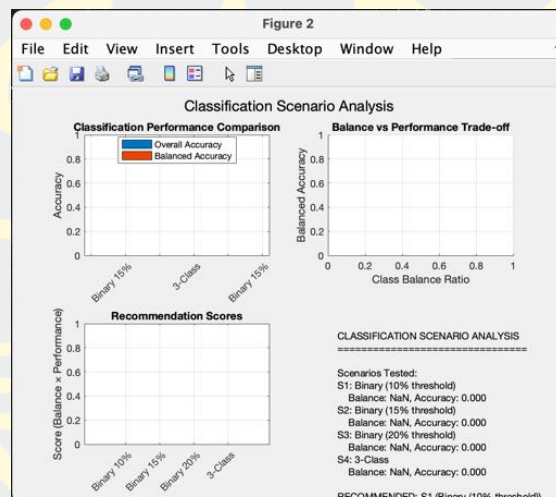 Figure 2
File Edit View Insert Tools Desktop Window Help
Classification Scenario Analysis
Classification Performance Comparison
Overall Accuracy
Balanced Accuracy
Accuracy
1
0.8
0.6
0.4
0.2
0
Binary 15%
3-Class
Binary 15%
Balance vs Performance Trade-off
Balanced Accuracy
1
0.8
0.6
0.4
0.2
0
0 0.2 0.4 0.6 0.8 1
Class Balance Ratio
Recommendation Scores
Score (Balance × Performance)
1
0.8
0.6
0.4
0.2
0
Binary 10%
Binary 15%
Binary 20%
3-Class
CLASSIFICATION SCENARIO ANALYSIS
================================
Scenarios Tested:
S1: Binary (10% threshold)
Balance: NaN, Accuracy: 0.000
S2: Binary (15% threshold)
Balance: NaN, Accuracy: 0.000
S3: Binary (20% threshold)
Balance: NaN, Accuracy: 0.000
S4: 3-Class
Balance: NaN, Accuracy: 0.000
RECOMMENDED: S1 (Binary (10% threshold))